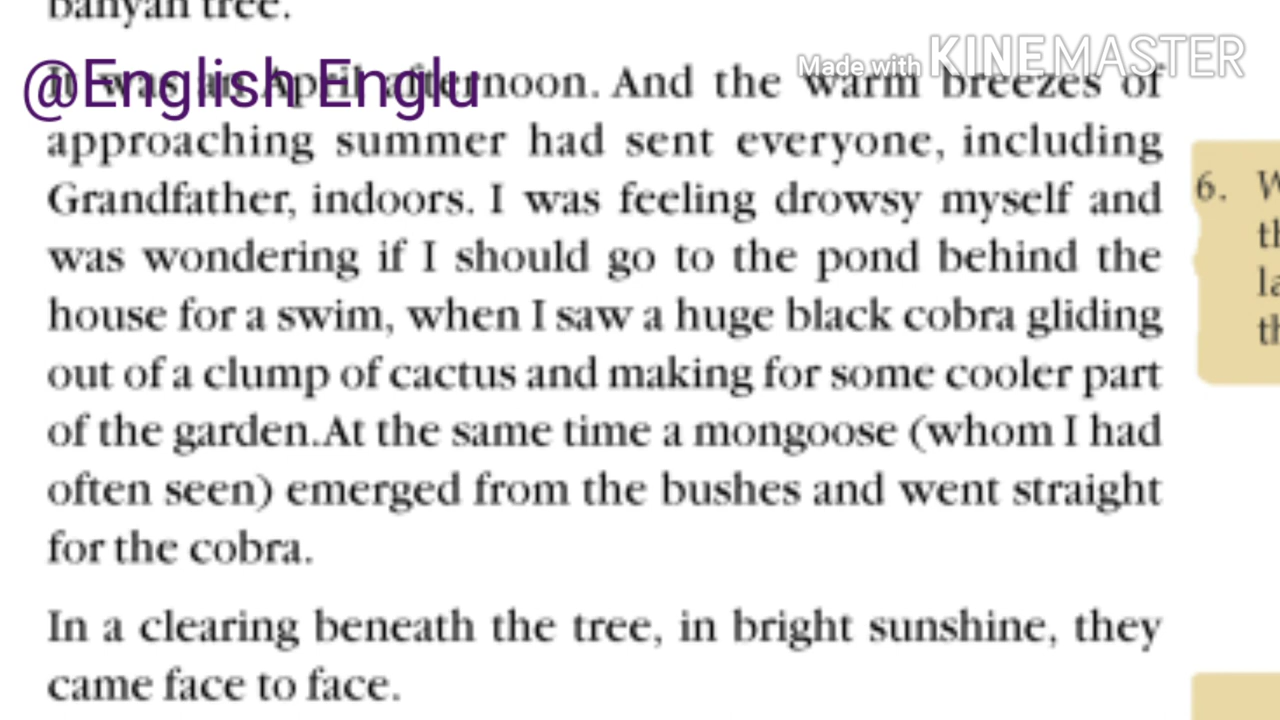 banyan tree.
@English Englu
Made with KINEMASTER
It was an April afternoon. And the warm breezes of
approaching summer had sent everyone, including
Grandfather, indoors. I was feeling drowsy myself and
was wondering if I should go to the pond behind the
house for a swim, when I saw a huge black cobra gliding
out of a clump of cactus and making for some cooler part
of the garden.At the same time a mongoose (whom I had
often seen) emerged from the bushes and went straight
for the cobra.
In a clearing beneath the tree, in bright sunshine, they
came face to face.
6.